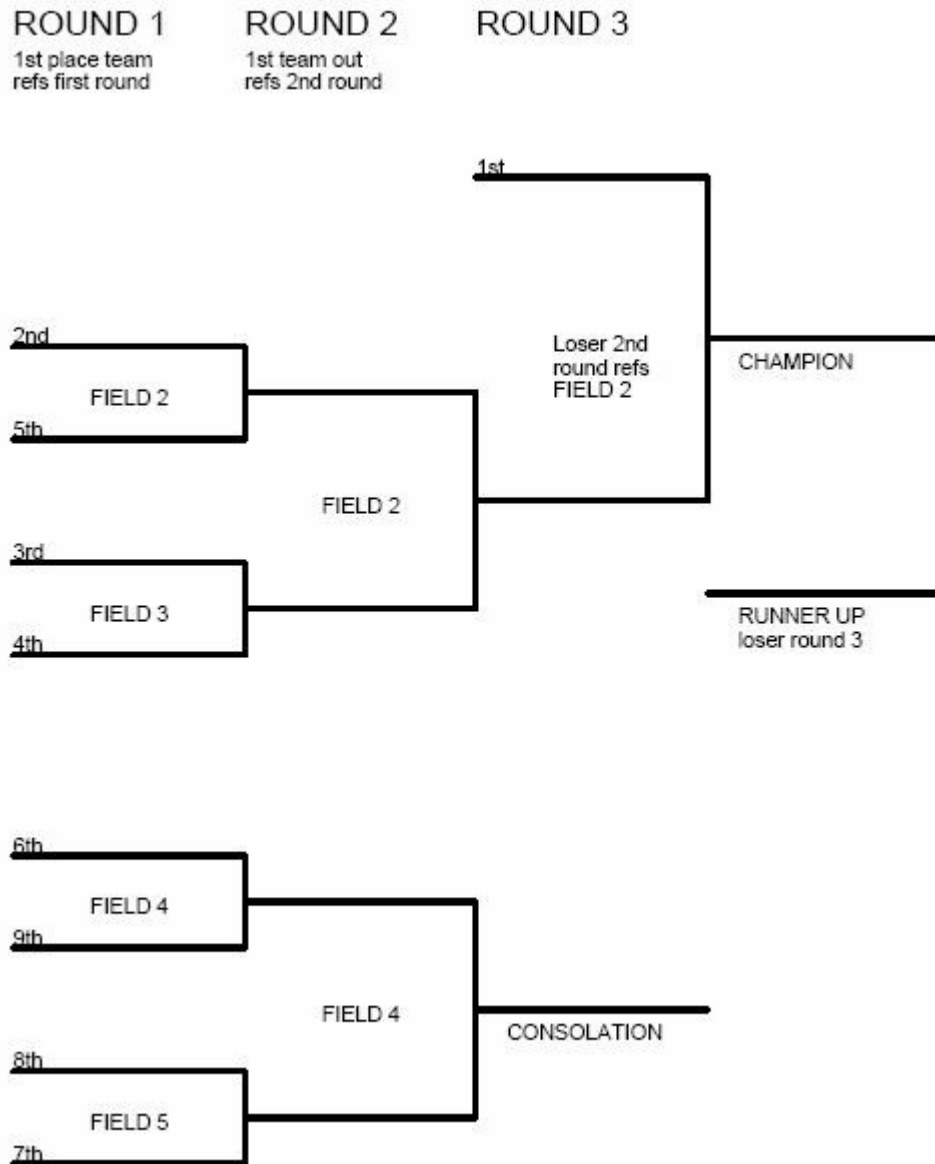 ROUND 1
1st place team
refs first round
ROUND 2
1st team out
refs 2nd round
ROUND 3
1st
2nd
FIELD 2
5th
FIELD 2
Loser 2nd
round refs
FIELD 2
CHAMPION
3rd
FIELD 3
4th
RUNNER UP
loser round 3
6th
FIELD 4
9th
FIELD 4
CONSOLATION
8th
FIELD 5
7th